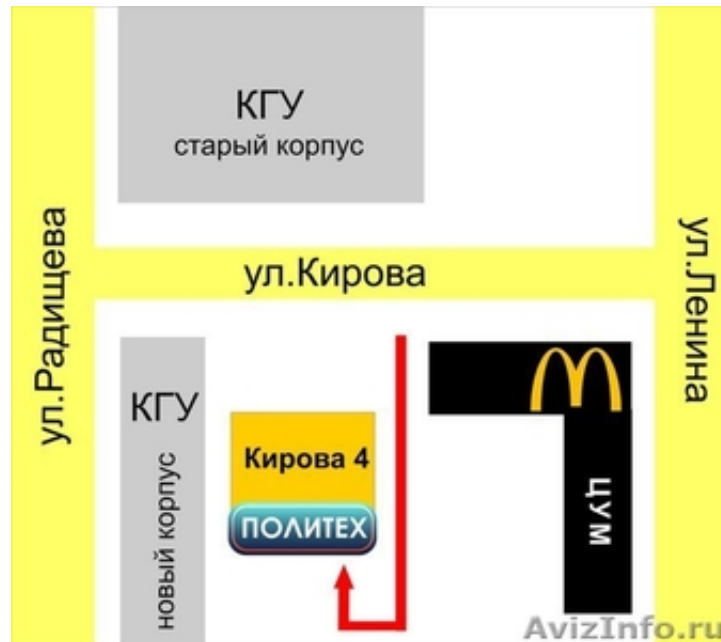 КГУ
старый корпус
ул.Радищева
ул.Кирова
ул.Ленина
КГУ
новый корпус
Кирова 4
ПОЛИТЕХ
ЦУМ
AvizInfo.ru